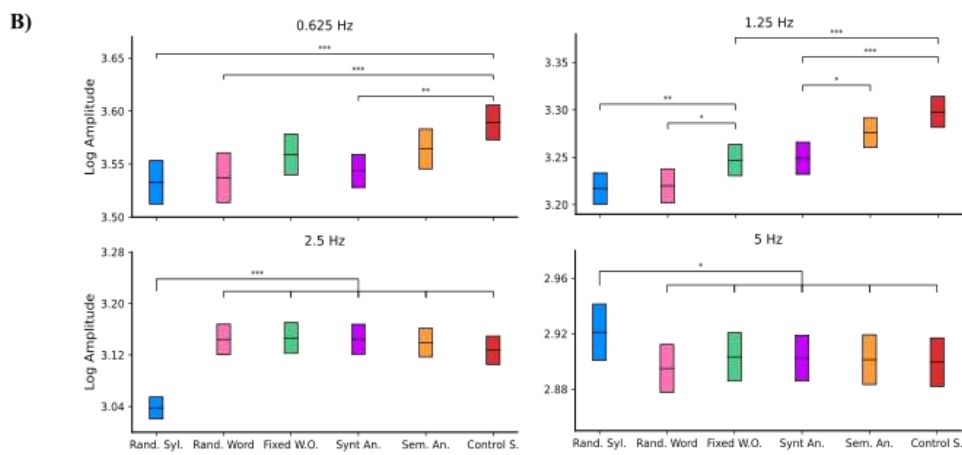 B)
0.625 Hz
Log Amplitude
3.65
3.60
3.55
3.50
***
***
**
1.25 Hz
3.35
3.30
3.25
3.20
***
***
*
**
*
2.5 Hz
Log Amplitude
3.28
3.20
3.12
3.04
***
Rand. Syl. Rand. Word Fixed W.O. Synt An. Sem. An. Control S.
5 Hz
2.96
2.92
2.88
*
Rand. Syl. Rand. Word Fixed W.O. Synt An. Sem. An. Control S.